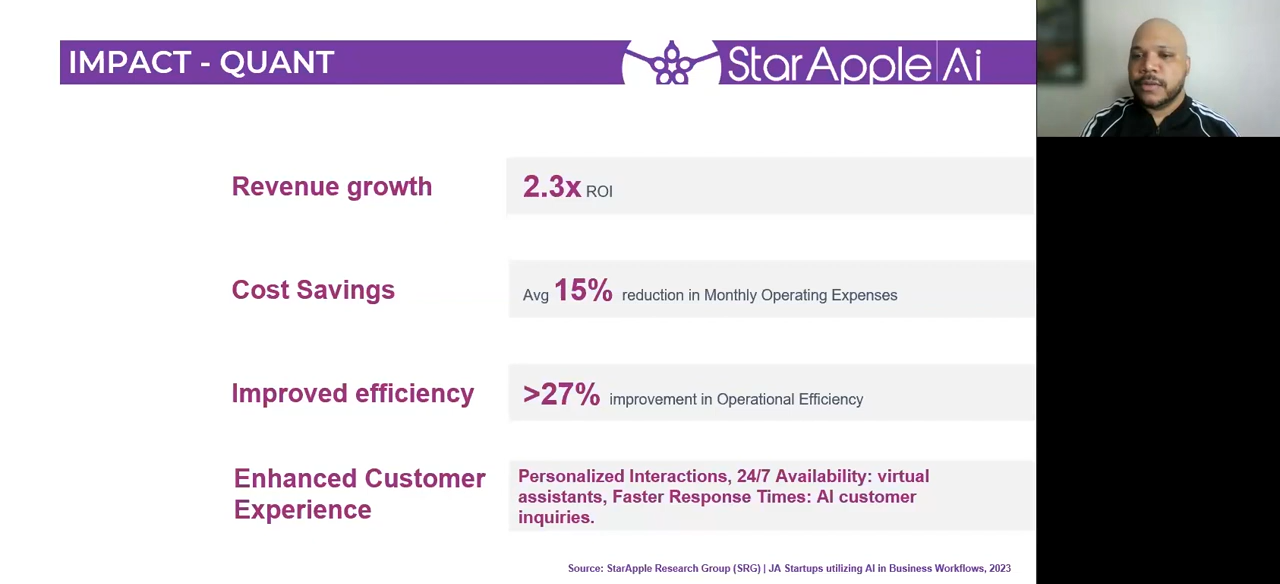 IMPACT - QUANT
StarApple Ai
Revenue growth
2.3x ROI
Cost Savings
Avg 15% reduction in Monthly Operating Expenses
Improved efficiency
>27% improvement in Operational Efficiency
Enhanced Customer
Experience
Personalized Interactions, 24/7 Availability: virtual
assistants, Faster Response Times: AI customer
inquiries.
Source: StarApple Research Group (SRG) | JA Startups utilizing AI in Business Workflows, 2023